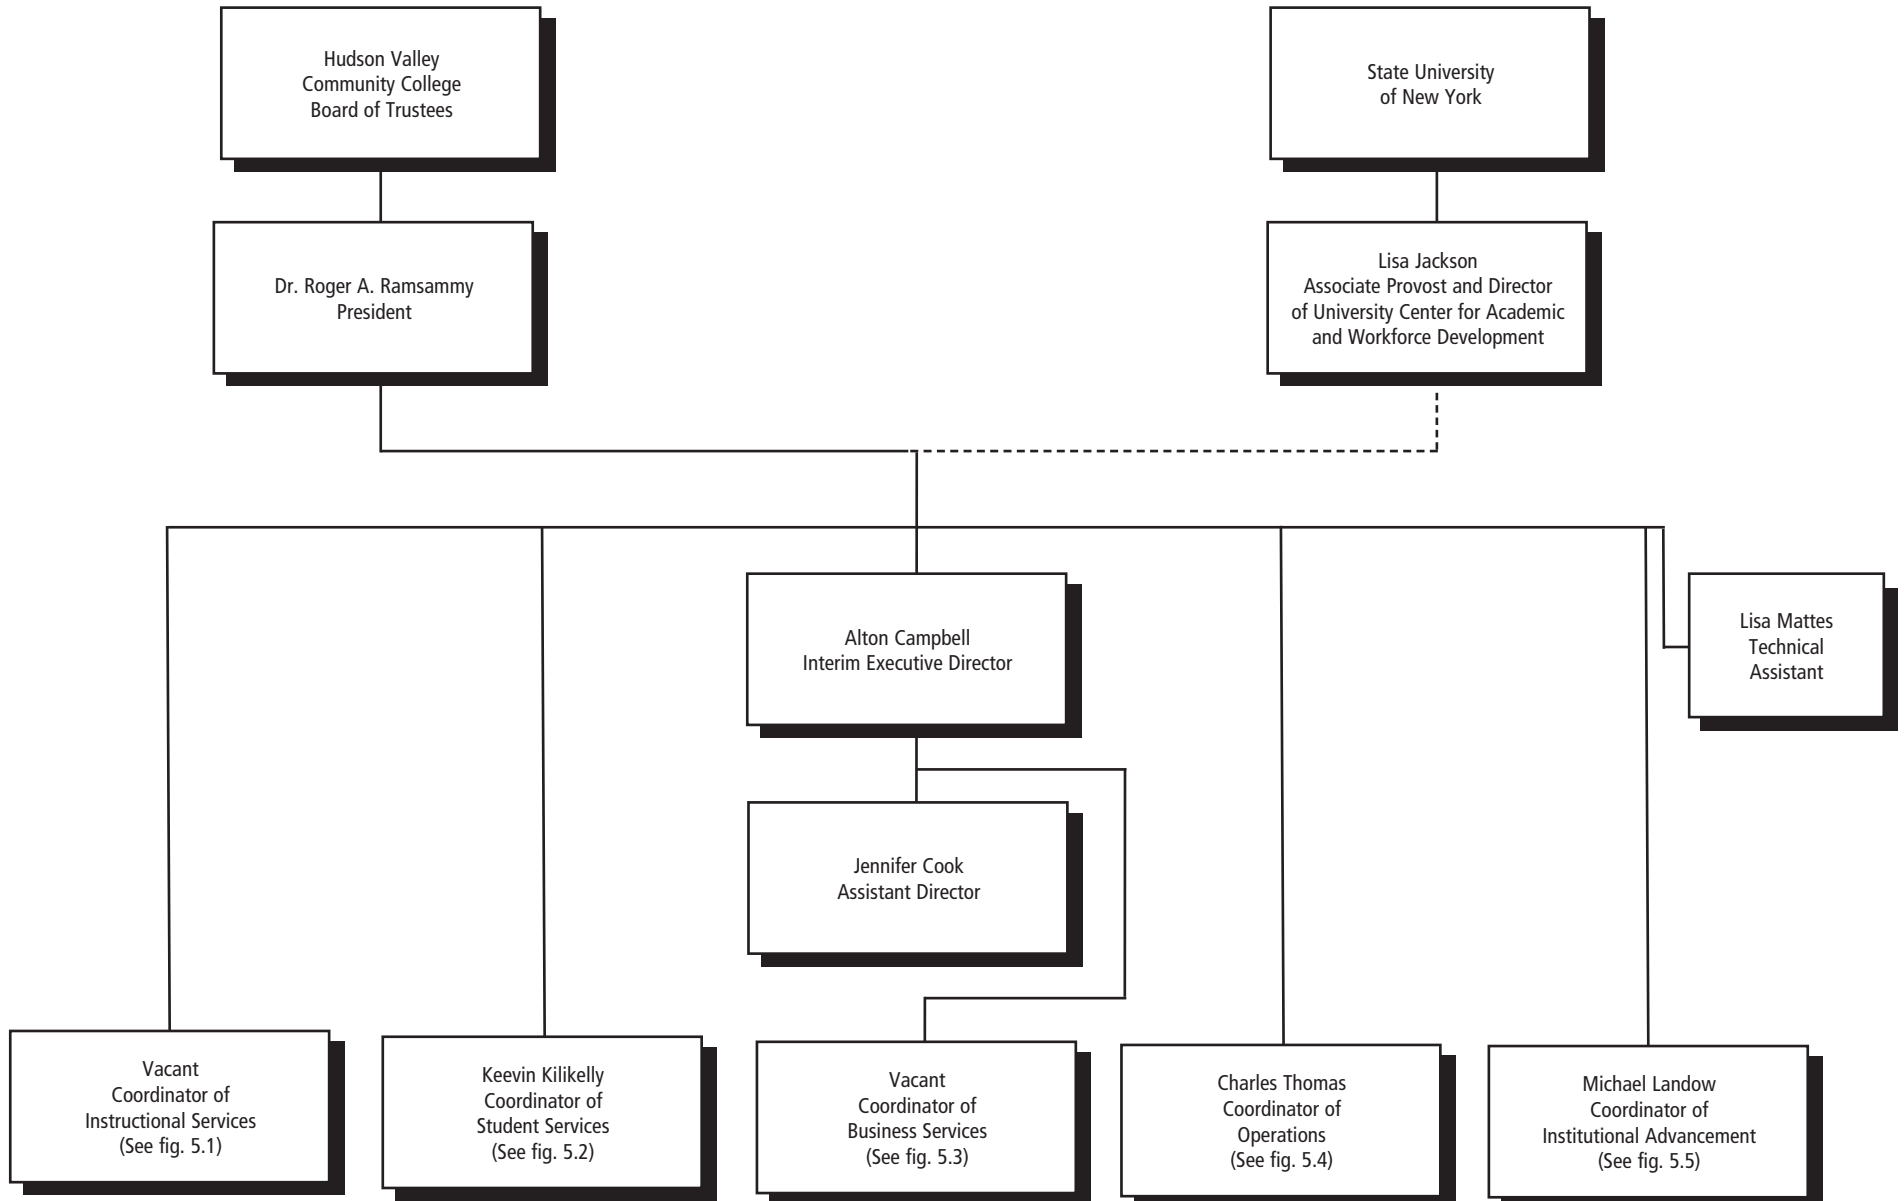 Hudson Valley
Community College
Board of Trustees
State University
of New York
Dr. Roger A. Ramsammy
President
Lisa Jackson
Associate Provost and Director
of University Center for Academic
and Workforce Development
Alton Campbell
Interim Executive Director
Lisa Mattes
Technical
Assistant
Jennifer Cook
Assistant Director
Vacant
Coordinator of
Instructional Services
(See fig. 5.1)
Keevin Kilikelly
Coordinator of
Student Services
(See fig. 5.2)
Vacant
Coordinator of
Business Services
(See fig. 5.3)
Charles Thomas
Coordinator of
Operations
(See fig. 5.4)
Michael Landow
Coordinator of
Institutional Advancement
(See fig. 5.5)